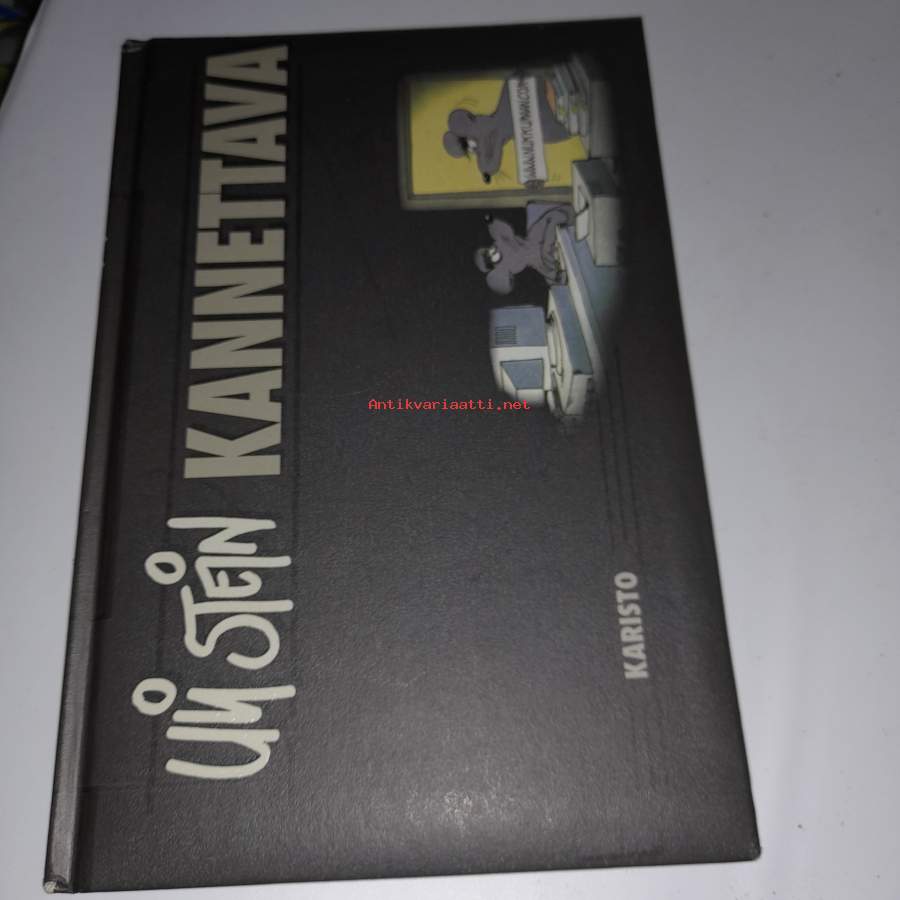 uli STEiN KANNETTAVA
KARISTO
Antikvariaatti.net